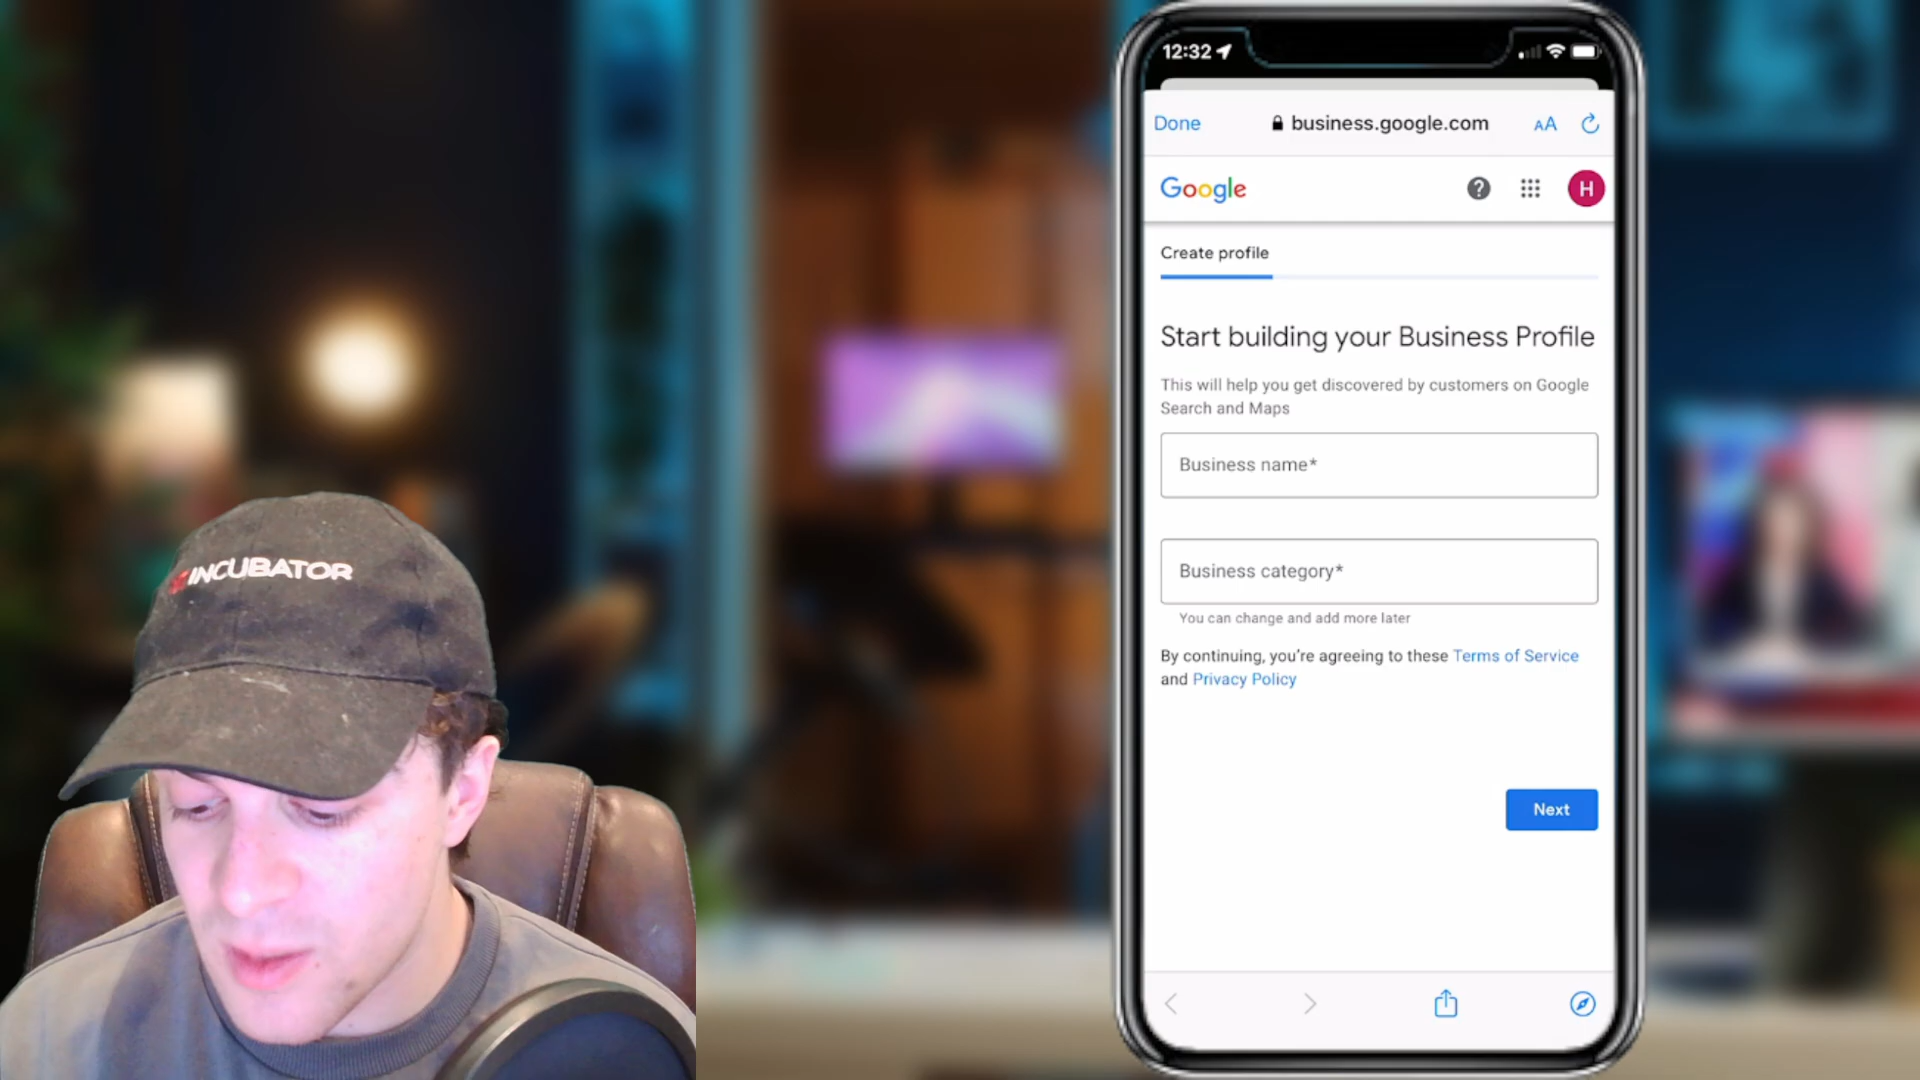 INCUBATOR
12:32
Done
business.google.com
AA
Google
H
Create profile
Start building your Business Profile
This will help you get discovered by customers on Google
Search and Maps
Business name*
Business category*
You can change and add more later
By continuing, you're agreeing to these Terms of Service
and Privacy Policy
Next